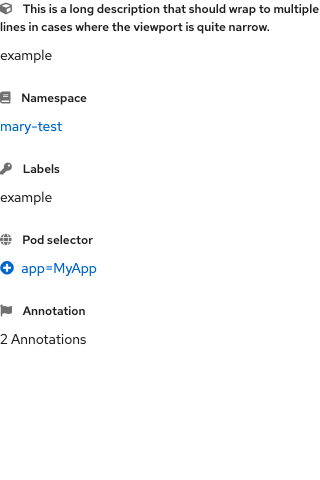 This is a long description that should wrap to multiple
lines in cases where the viewport is quite narrow.
example
Namespace
mary-test
Labels
example
Pod selector
app=MyApp
Annotation
2 Annotations